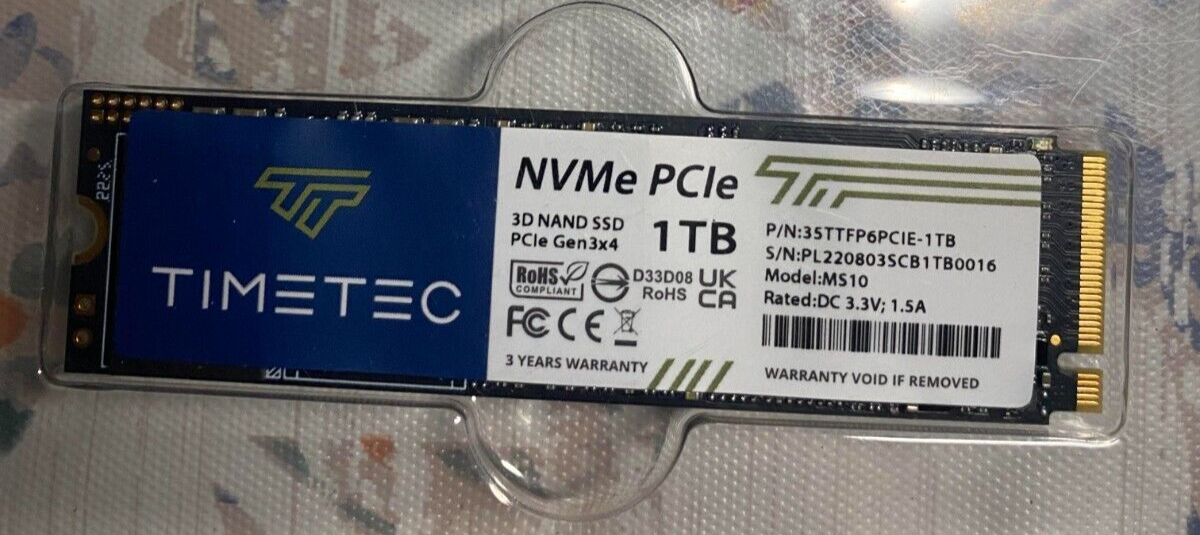 2225
TIMETEC
NVMe PCIe
3D NAND SSD
PCIe Gen3x4
1TB
RoHS
COMPLIANT
D33D08
RoHS
UK
CA
FC CE
3 YEARS WARRANTY
P/N:35TTFP6PCIE-1TB
S/N:PL220803SCB1TB0016
Model:MS10
Rated:DC 3.3V; 1.5A
WARRANTY VOID IF REMOVED